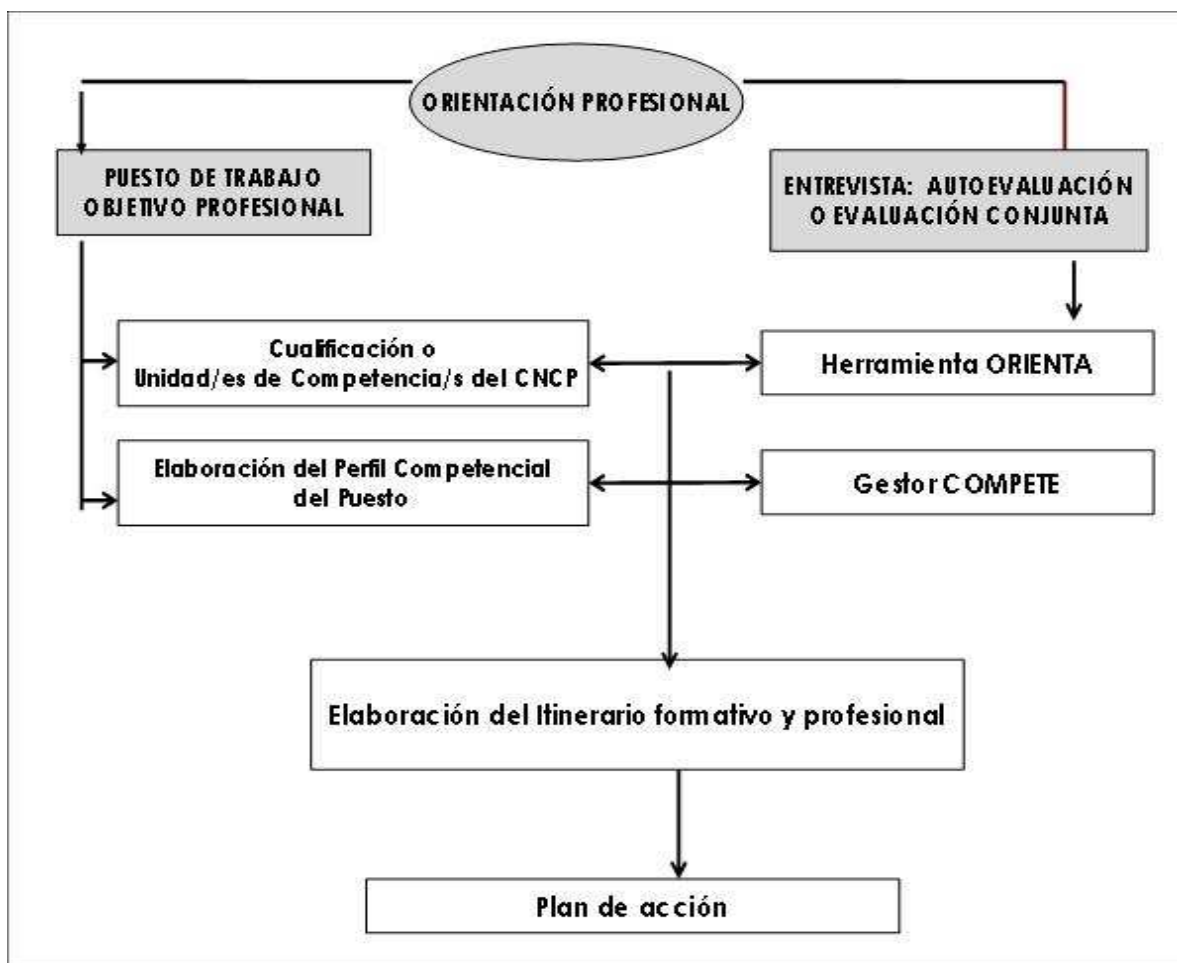 ORIENTACIÓN PROFESIONAL
PUESTO DE TRABAJO
OBJETIVO PROFESIONAL
ENTREVISTA: AUTOEVALUACIÓN
O EVALUACIÓN CONJUNTA
Cualificación o
Unidad/es de Competencia/s del CNCP
Herramienta ORIENTA
Elaboración del Perfil Competencial
del Puesto
Gestor COMPETE
Elaboración del Itinerario formativo y profesional
Plan de acción